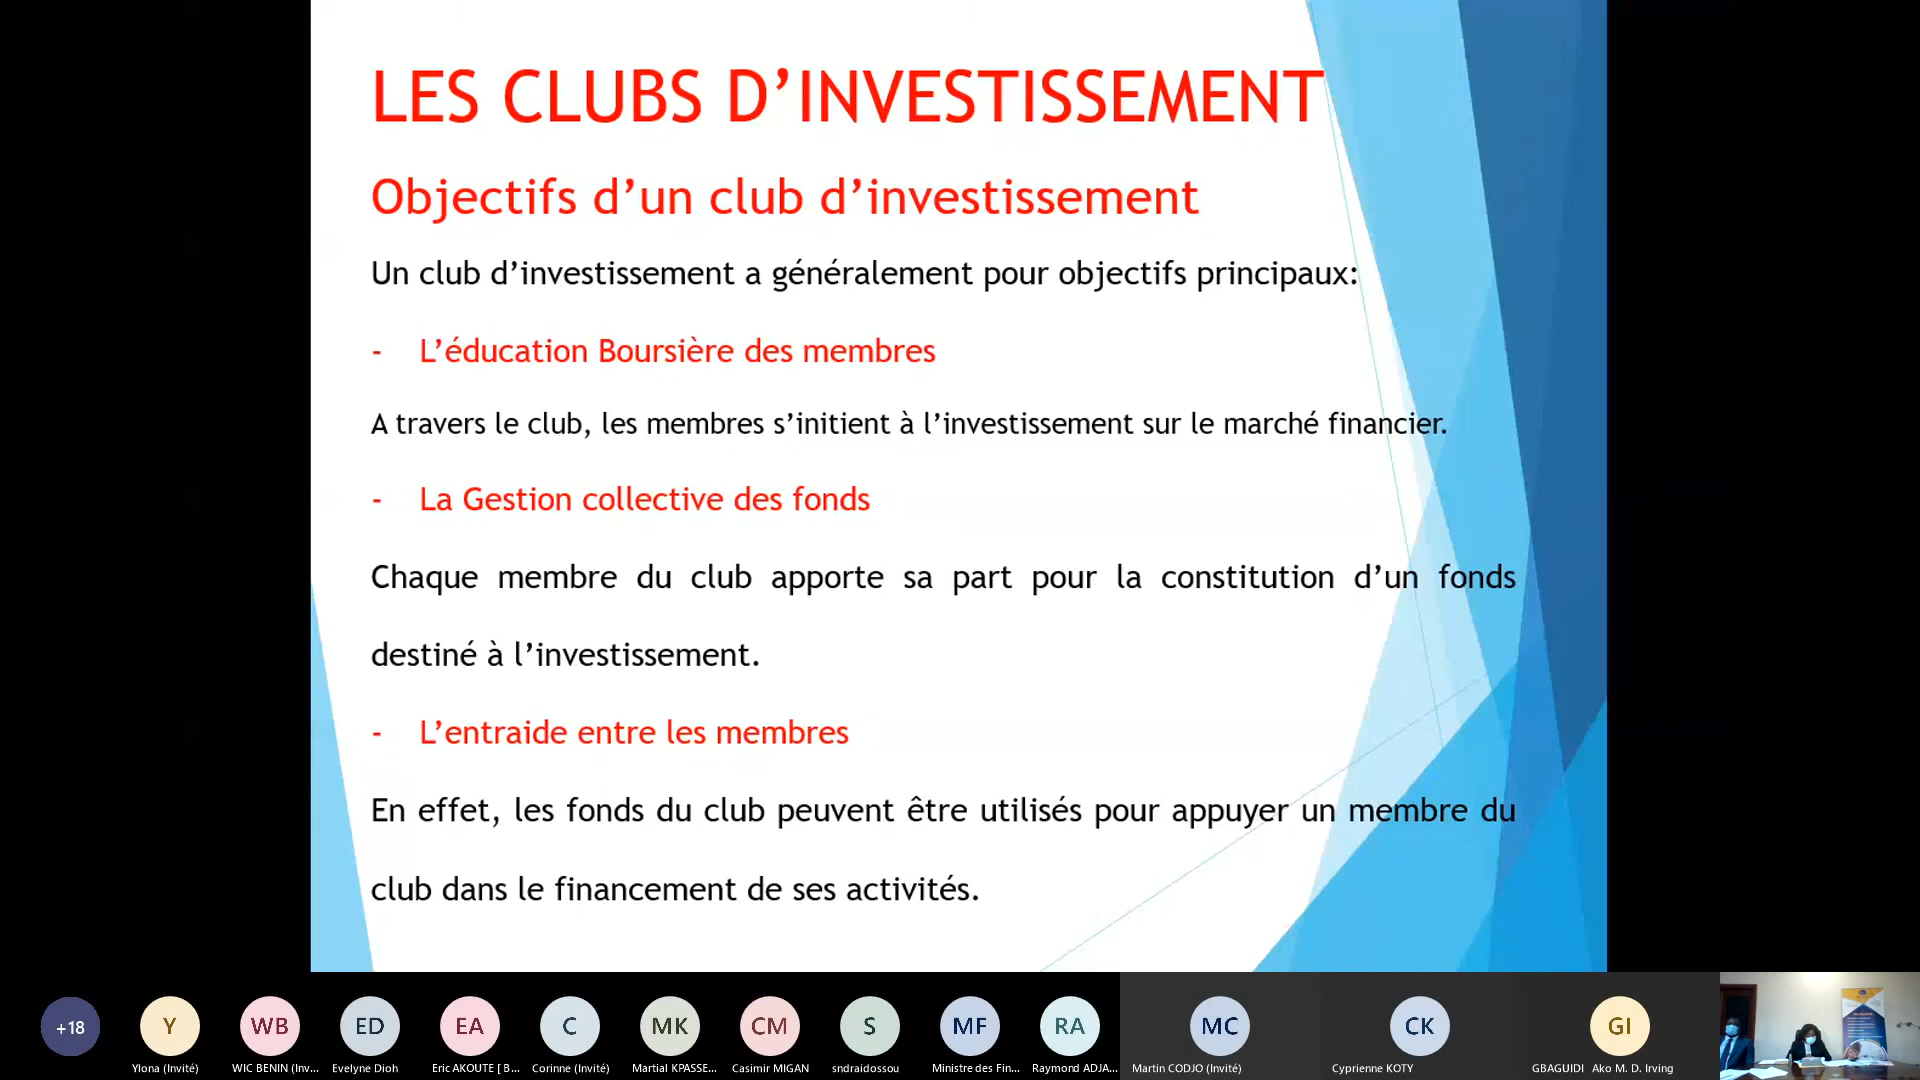 LES CLUBS D’INVESTISSEMENT
Objectifs d’un club d’investissement
Un club d’investissement a généralement pour objectifs principaux:
- L’éducation Boursière des membres
A travers le club, les membres s’initient à l’investissement sur le marché financier.
- La Gestion collective des fonds
Chaque membre du club apporte sa part pour la constitution d’un fonds
destiné à l’investissement.
- L’entraide entre les membres
En effet, les fonds du club peuvent être utilisés pour appuyer un membre du
club dans le financement de ses activités.
+18 Y WB ED EA C MK CM S MF RA MC CK GI
Ylona (Invité) WIC BENIN (Inv... Evelyne Dioh Eric AKOUTE [ B... Corinne (Invité) Martial KPASSE... Casimir MIGAN sndraidossou Ministre des Fin... Raymond ADJA... Martin CODJO (Invité) Cyprienne KOTY GBAGUIDI Ako M. D. Irving